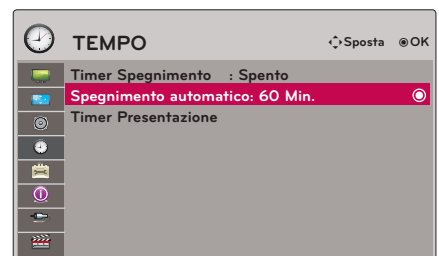 TEMPO
Sposta
OK
Timer Spegnimento : Spento
Spegnimento automatico: 60 Min.
Timer Presentazione